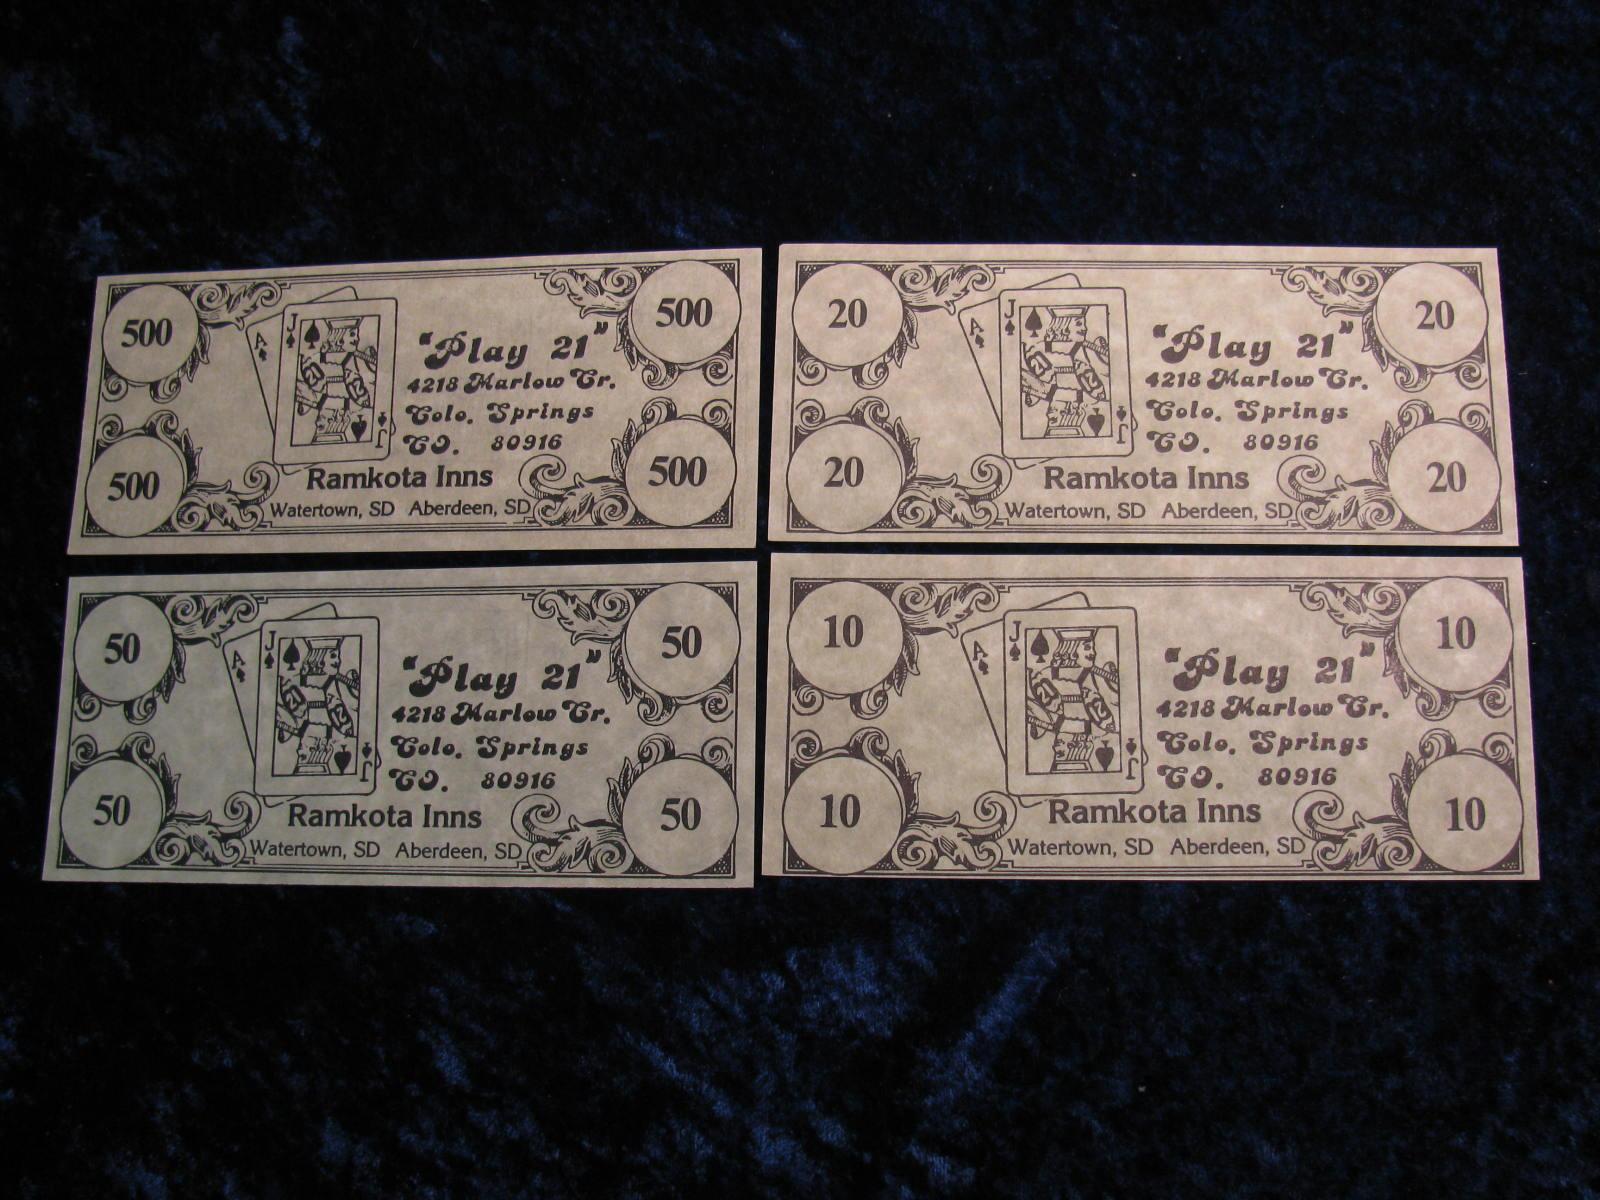 500 500
A
J
"Play 21"
4218 Marlow Cr.
Colo. Springs
CO. 80916
J
500 500
Ramkota Inns
Watertown, SD Aberdeen, SD
20 20
A
J
"Play 21"
4218 Marlow Cr.
Colo. Springs
CO. 80916
J
20 20
Ramkota Inns
Watertown, SD Aberdeen, SD
50 50
A
J
"Play 21"
4218 Marlow Cr.
Colo. Springs
CO. 80916
J
50 50
Ramkota Inns
Watertown, SD Aberdeen, SD
10 10
A
J
"Play 21"
4218 Marlow Cr.
Colo. Springs
CO. 80916
J
10 10
Ramkota Inns
Watertown, SD Aberdeen, SD